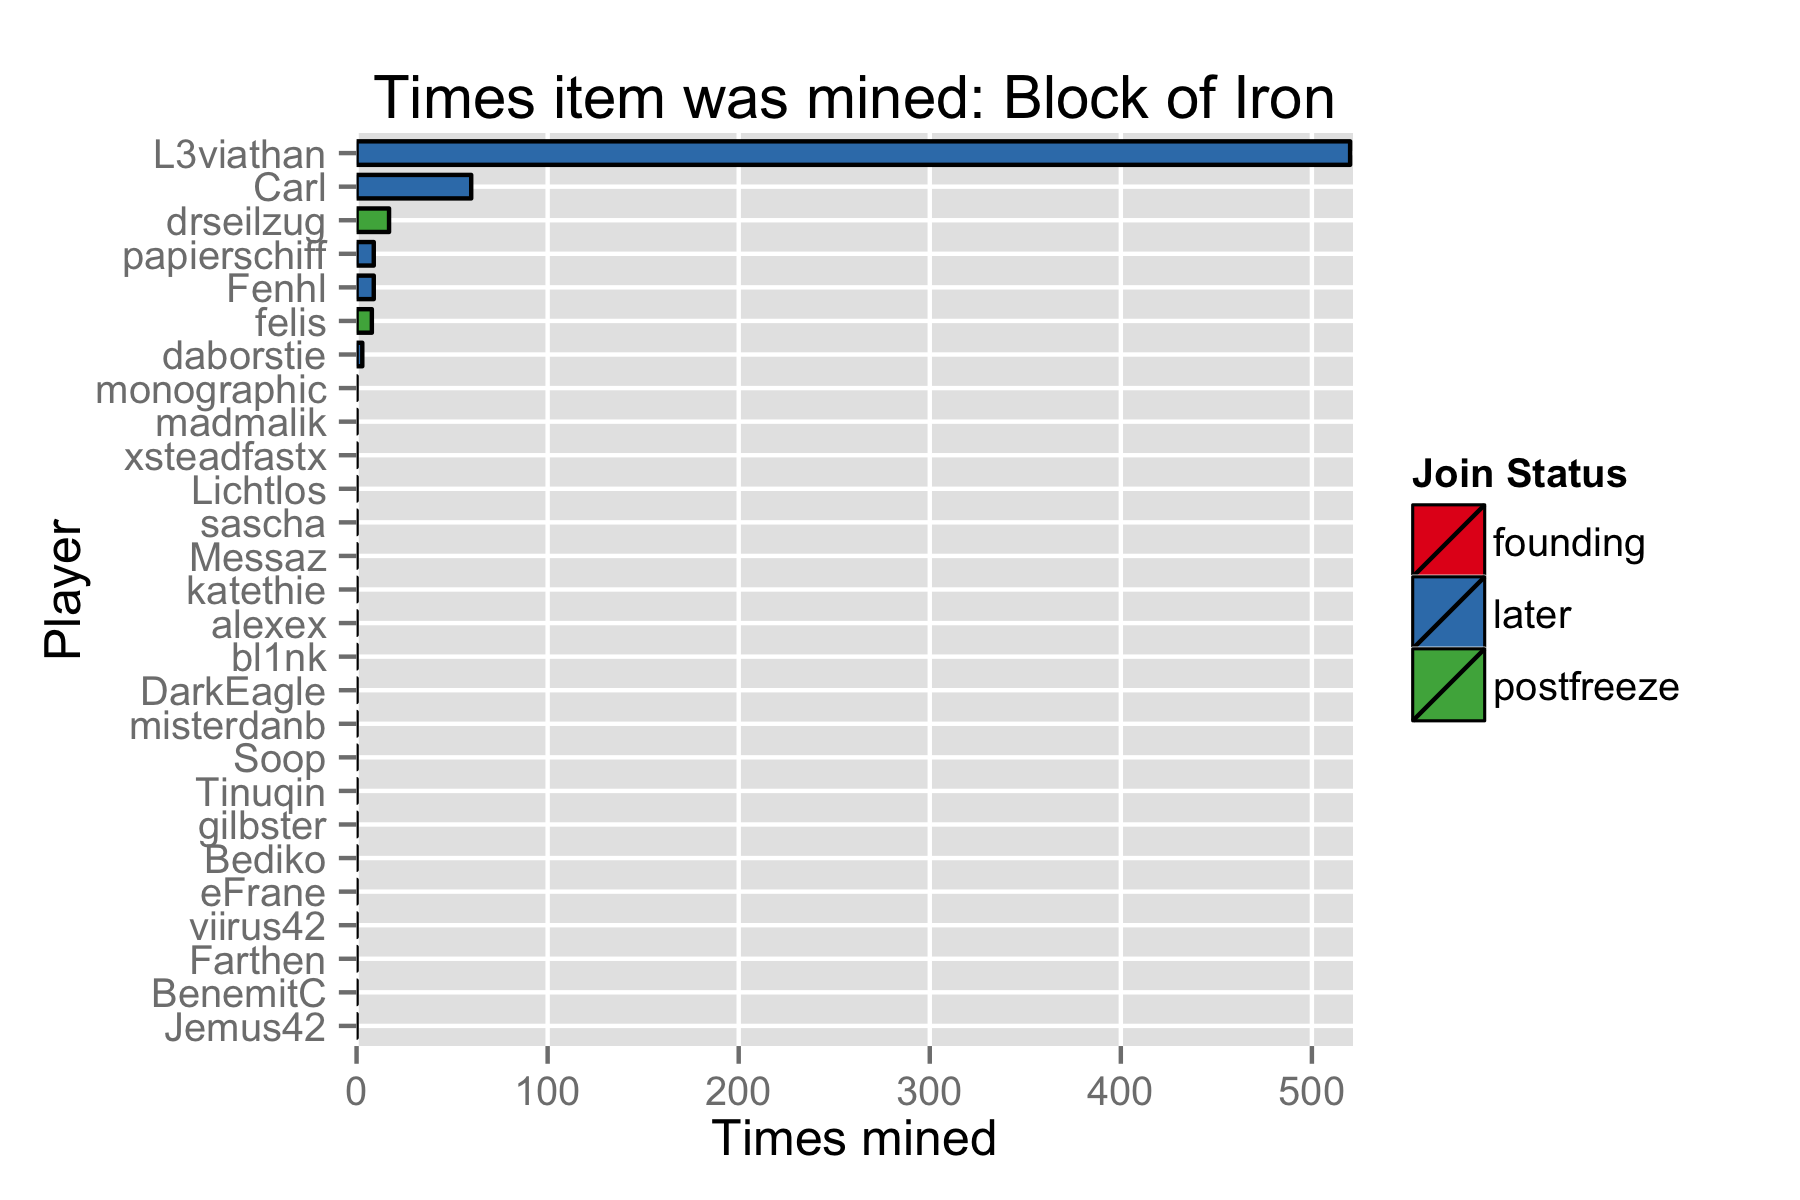 Times item was mined: Block of Iron
L3viathan
Carl
drseilzug
papierschiff
Fenhl
felis
daborstie
monographic
madmalik
xsteadfastx
Lichtlos
sascha
Messaz
katethie
alexex
bl1nk
DarkEagle
misterdanb
Soop
Tinuqin
gilbster
Bediko
eFrane
viirus42
Farthen
BenemitC
Jemus42
Player
0 100 200 300 400 500
Times mined
Join Status
founding
later
postfreeze